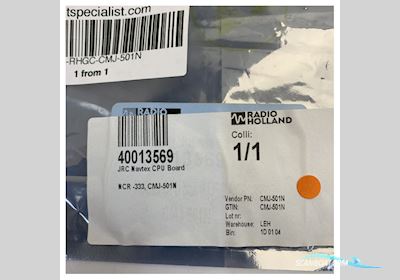 tspecialist.com
-RHGC-CMJ-501N
1 from 1
RADIO
RADIO
HOLLAND
Colli:
1/1
40013569
JRC Navtex CPU Board
NCR -333, CMJ-501N
Vendor PN: CMJ-501N
GTIN: CMJ-501N
Lot nr:
Warehouse: LEH
Bin: 1D 01 04